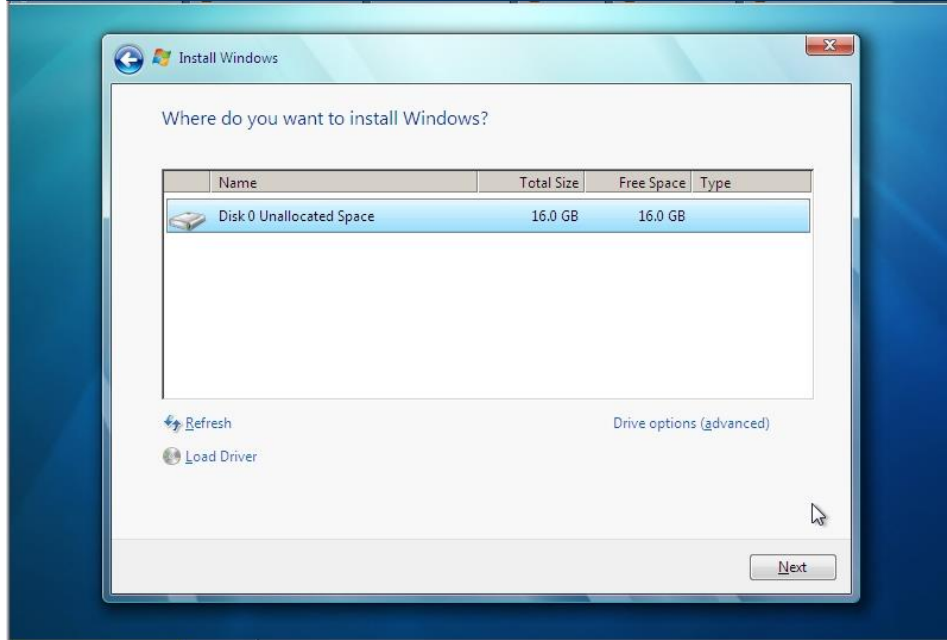 Install Windows
Where do you want to install Windows?
Name Total Size Free Space Type
Disk 0 Unallocated Space 16.0 GB 16.0 GB
Refresh Drive options (advanced)
Load Driver
Next